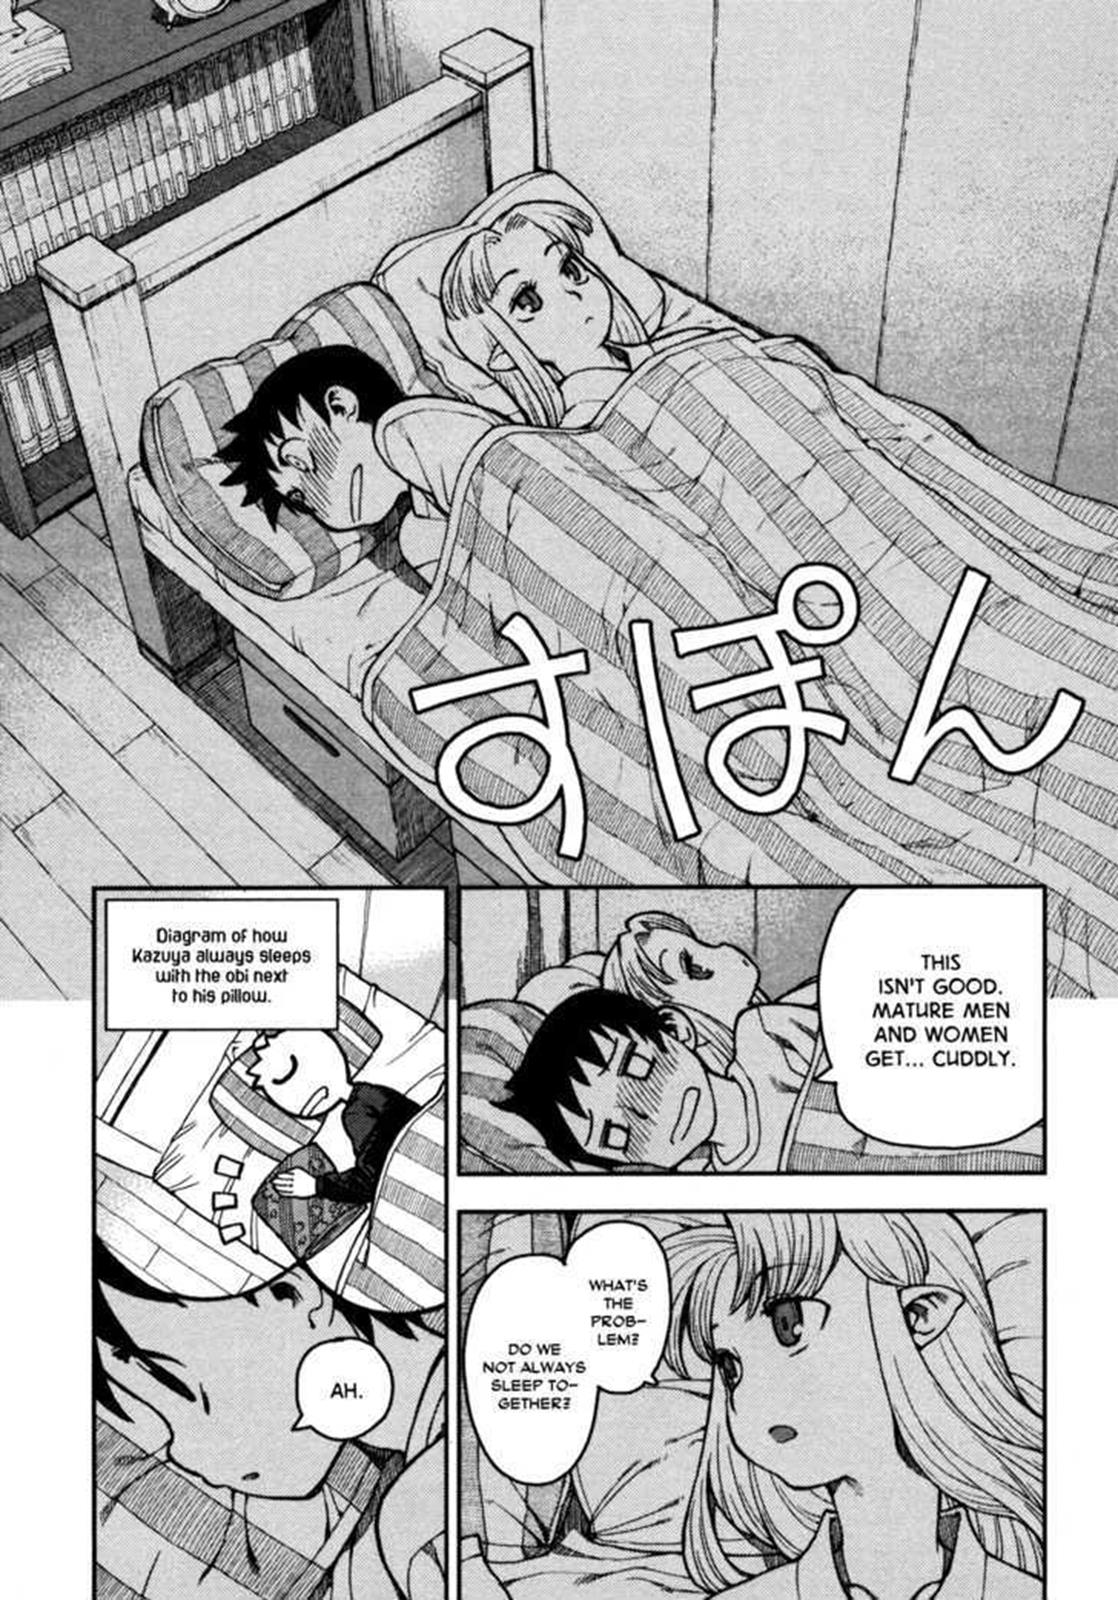 すぽん
THIS
ISN'T GOOD.
MATURE MEN
AND WOMEN
GET... CUDDLY.
Diagram of how
Kazuya always sleeps
with the obi next
to his pillow.
WHAT'S
THE
PROB-
LEM?
DO WE
NOT ALWAYS
SLEEP TO-
GETHER?
AH.